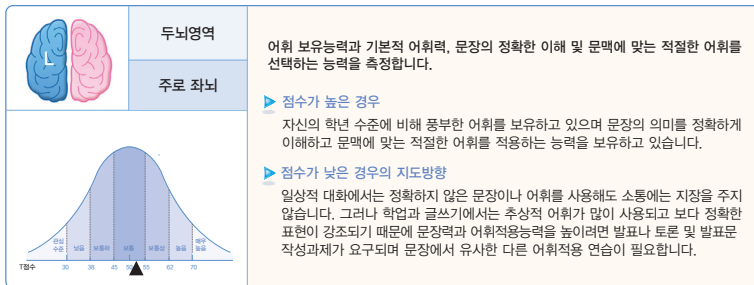 L
두뇌영역
주로 좌뇌
어휘 보유능력과 기본적 어휘력, 문장의 정확한 이해 및 문맥에 맞는 적절한 어휘를
선택하는 능력을 측정합니다.
점수가 높은 경우
자신의 학년 수준에 비해 풍부한 어휘를 보유하고 있으며 문장의 의미를 정확하게
이해하고 문맥에 맞는 적절한 어휘를 적용하는 능력을 보유하고 있습니다.
점수가 낮은 경우의 지도방향
일상적 대화에서는 정확하지 않은 문장이나 어휘를 사용해도 소통에는 지장을 주지
않습니다. 그러나 학업과 글쓰기에서는 추상적 어휘가 많이 사용되고 보다 정확한
표현이 강조되기 때문에 문장력과 어휘적용능력을 높이려면 발표나 토론 및 발표문
작성과제가 요구되며 문장에서 유사한 다른 어휘적용 연습이 필요합니다.
관심 수준 낮음 보통하 보통 보통상 높음 매우 높음
T점수 30 38 45 50 55 62 70